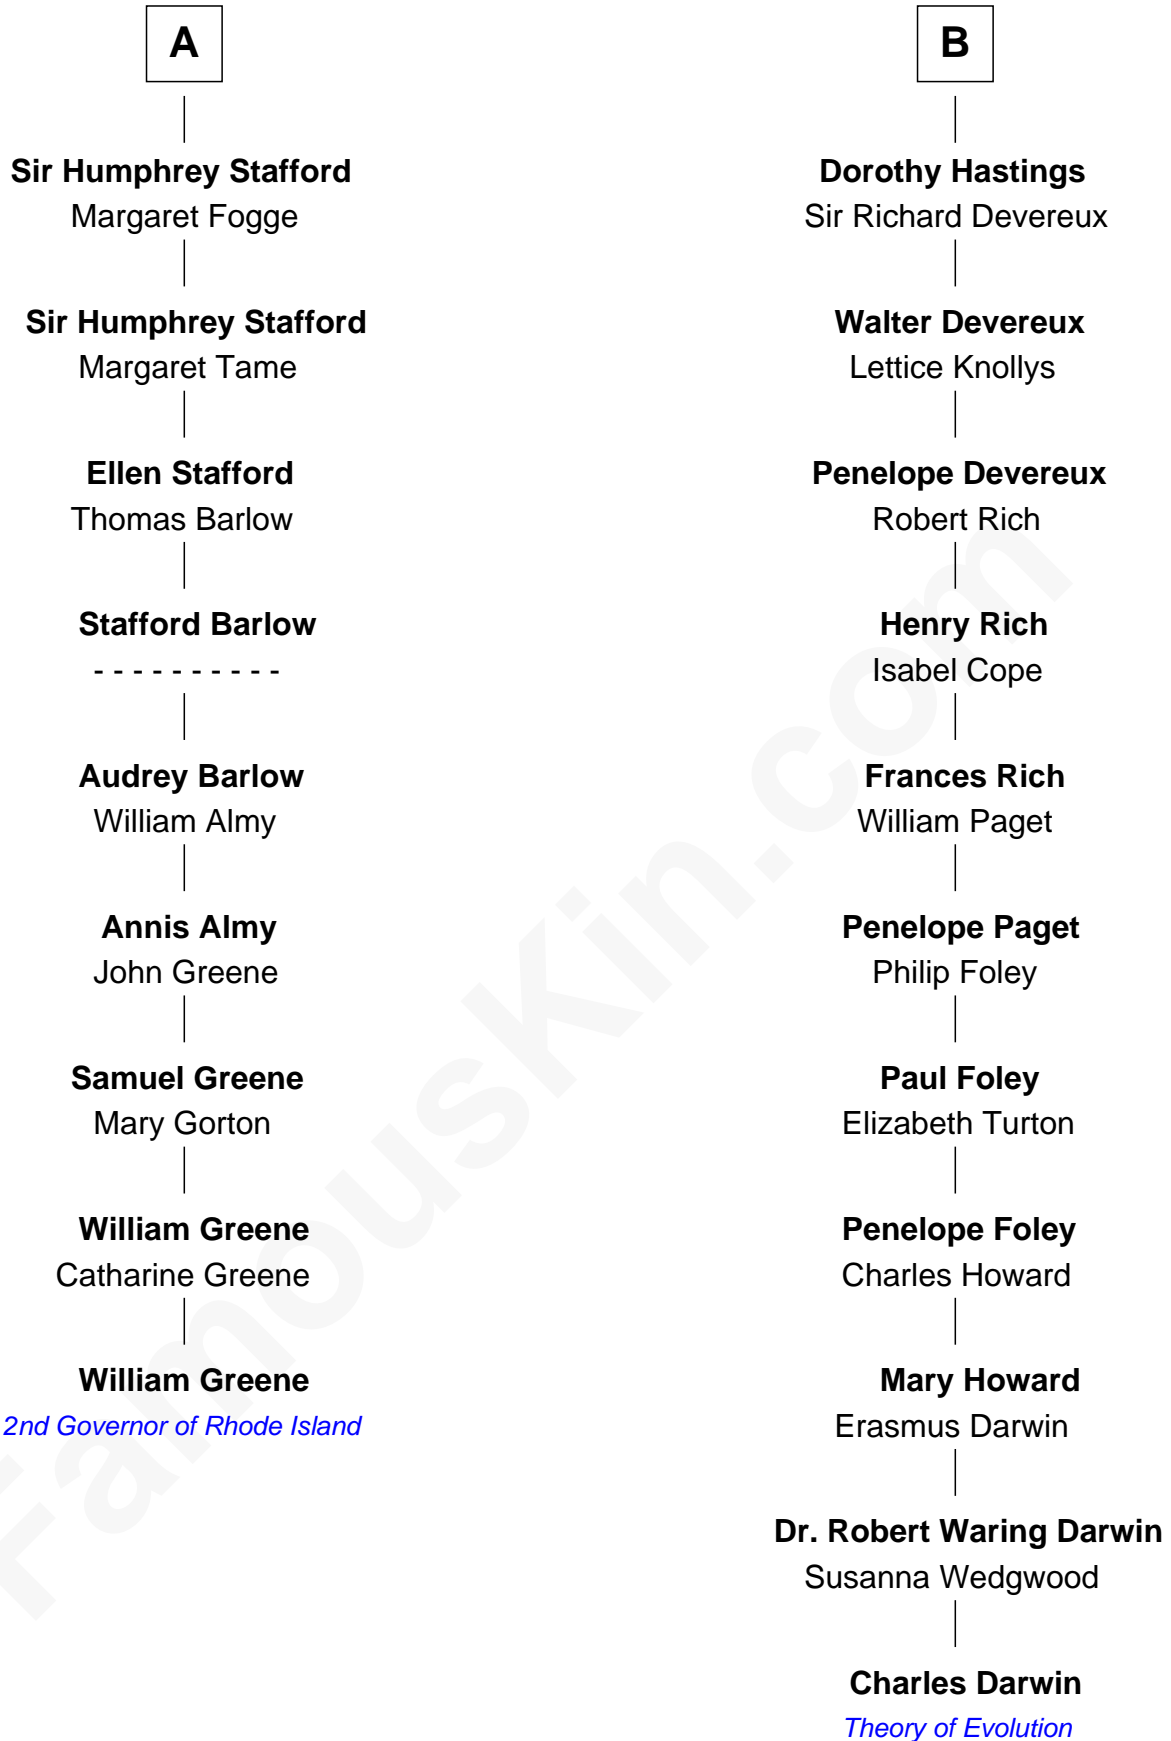 A
Sir Humphrey Stafford
Margaret Fogge
Sir Humphrey Stafford
Margaret Tame
Ellen Stafford
Thomas Barlow
Stafford Barlow
- - - - - - - - - -
Audrey Barlow
William Almy
Annis Almy
John Greene
Samuel Greene
Mary Gorton
William Greene
Catharine Greene
William Greene
2nd Governor of Rhode Island
B
Dorothy Hastings
Sir Richard Devereux
Walter Devereux
Lettice Knollys
Penelope Devereux
Robert Rich
Henry Rich
Isabel Cope
Frances Rich
William Paget
Penelope Paget
Philip Foley
Paul Foley
Elizabeth Turton
Penelope Foley
Charles Howard
Mary Howard
Erasmus Darwin
Dr. Robert Waring Darwin
Susanna Wedgwood
Charles Darwin
Theory of Evolution
FamousKin.com